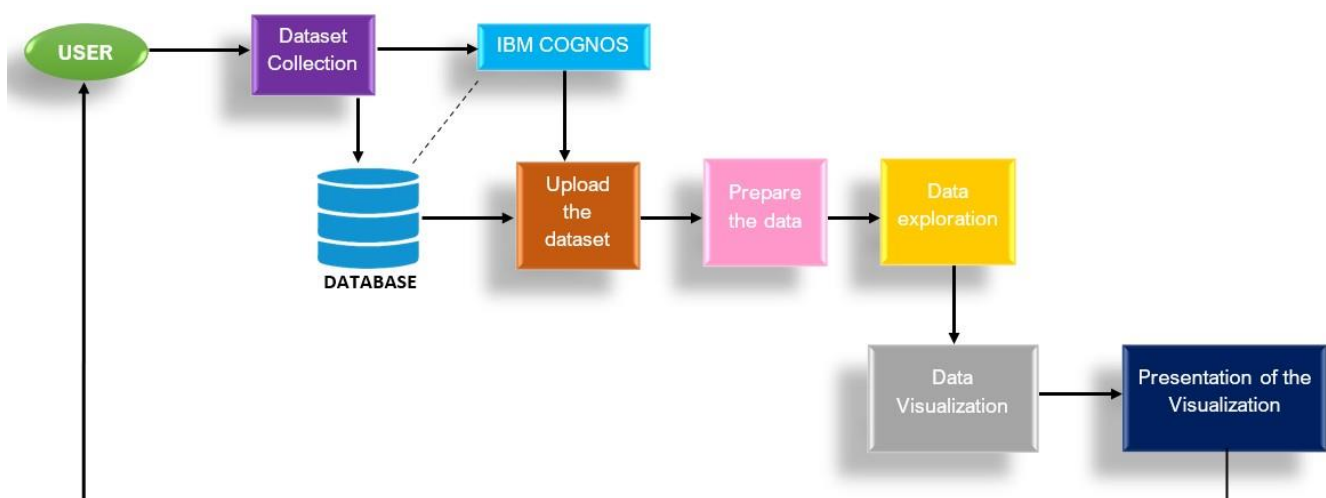 USER
Dataset
Collection
IBM COGNOS
DATABASE
Upload
the
dataset
Prepare
the data
Data
exploration
Data
Visualization
Presentation of the
Visualization